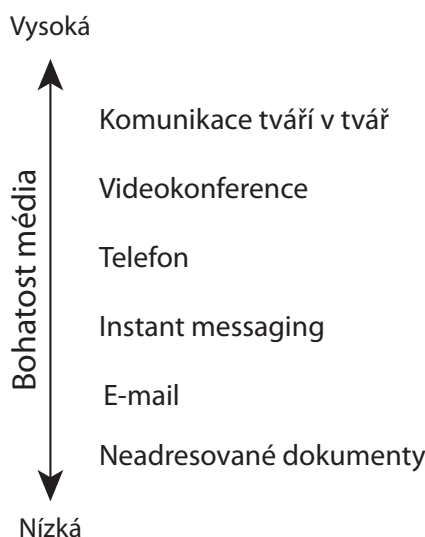 Vysoká
Komunikace tváří v tvář
Videokonference
Telefon
Instant messaging
E-mail
Neadresované dokumenty
Bohatost média
Nízká